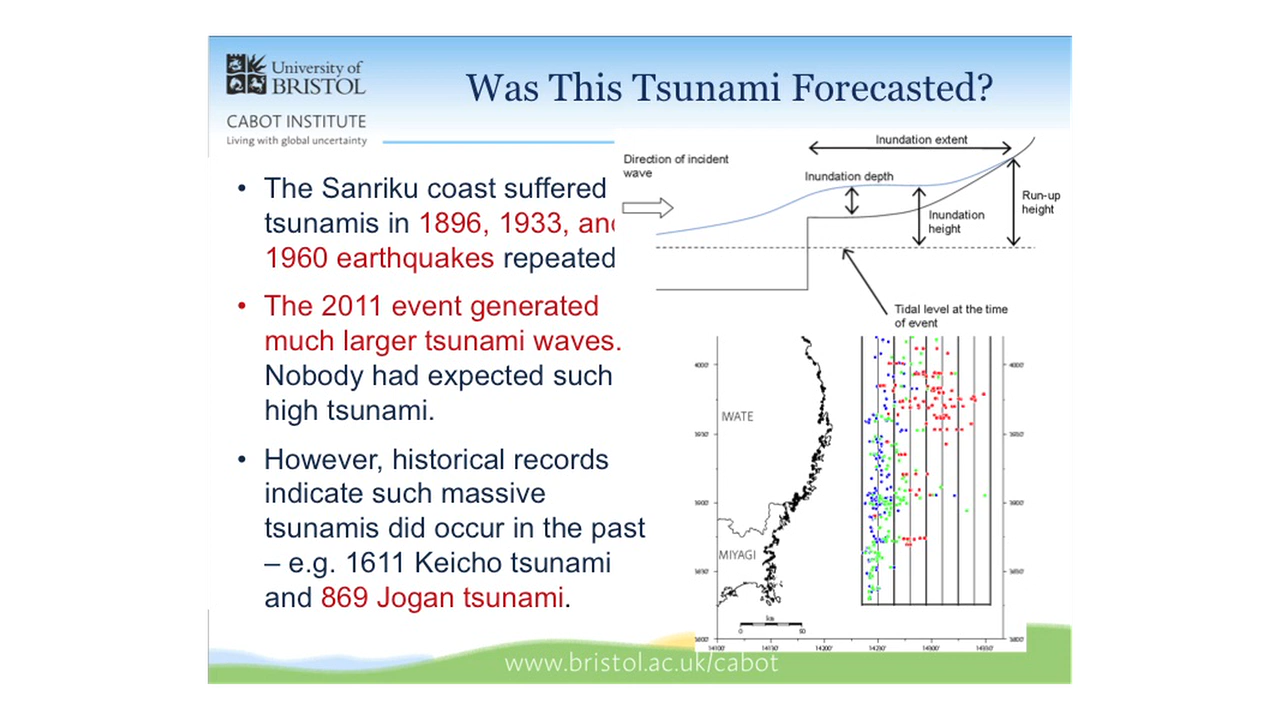 University of
BRISTOL
CABOT INSTITUTE
Living with global uncertainty
Was This Tsunami Forecasted?
• The Sanriku coast suffered
tsunamis in 1896, 1933, and
1960 earthquakes repeated
• The 2011 event generated
much larger tsunami waves.
Nobody had expected such
high tsunami.
• However, historical records
indicate such massive
tsunamis did occur in the past
– e.g. 1611 Keicho tsunami
and 869 Jogan tsunami.
Inundation extent
Direction of incident
wave
Inundation depth
Run-up
height
Inundation
height
Tidal level at the time
of event
IWATE
MIYAGI
km
0 50
www.bristol.ac.uk/cabot